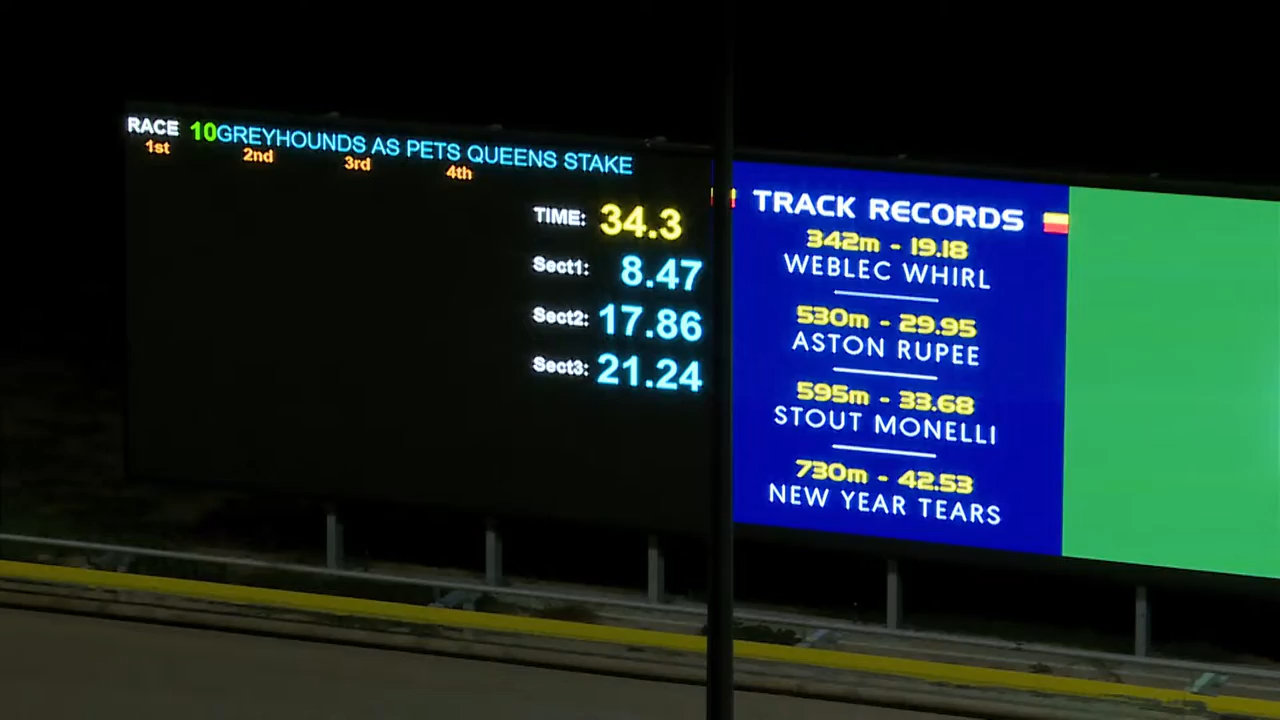 RACE 10GREYHOUNDS AS PETS QUEENS STAKE
1st 2nd 3rd 4th
TIME: 34.3
Sect1: 8.47
Sect2: 17.86
Sect3: 21.24
TRACK RECORDS
342m - 19.18
WEBLEC WHIRL
530m - 29.95
ASTON RUPEE
595m - 33.68
STOUT MONELLI
730m - 42.53
NEW YEAR TEARS